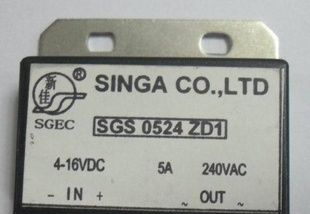 新佳®
SGEC
SINGA CO.,LTD
SGS 0524 ZD1
4-16VDC 5A 240VAC
- IN + ~ OUT ~